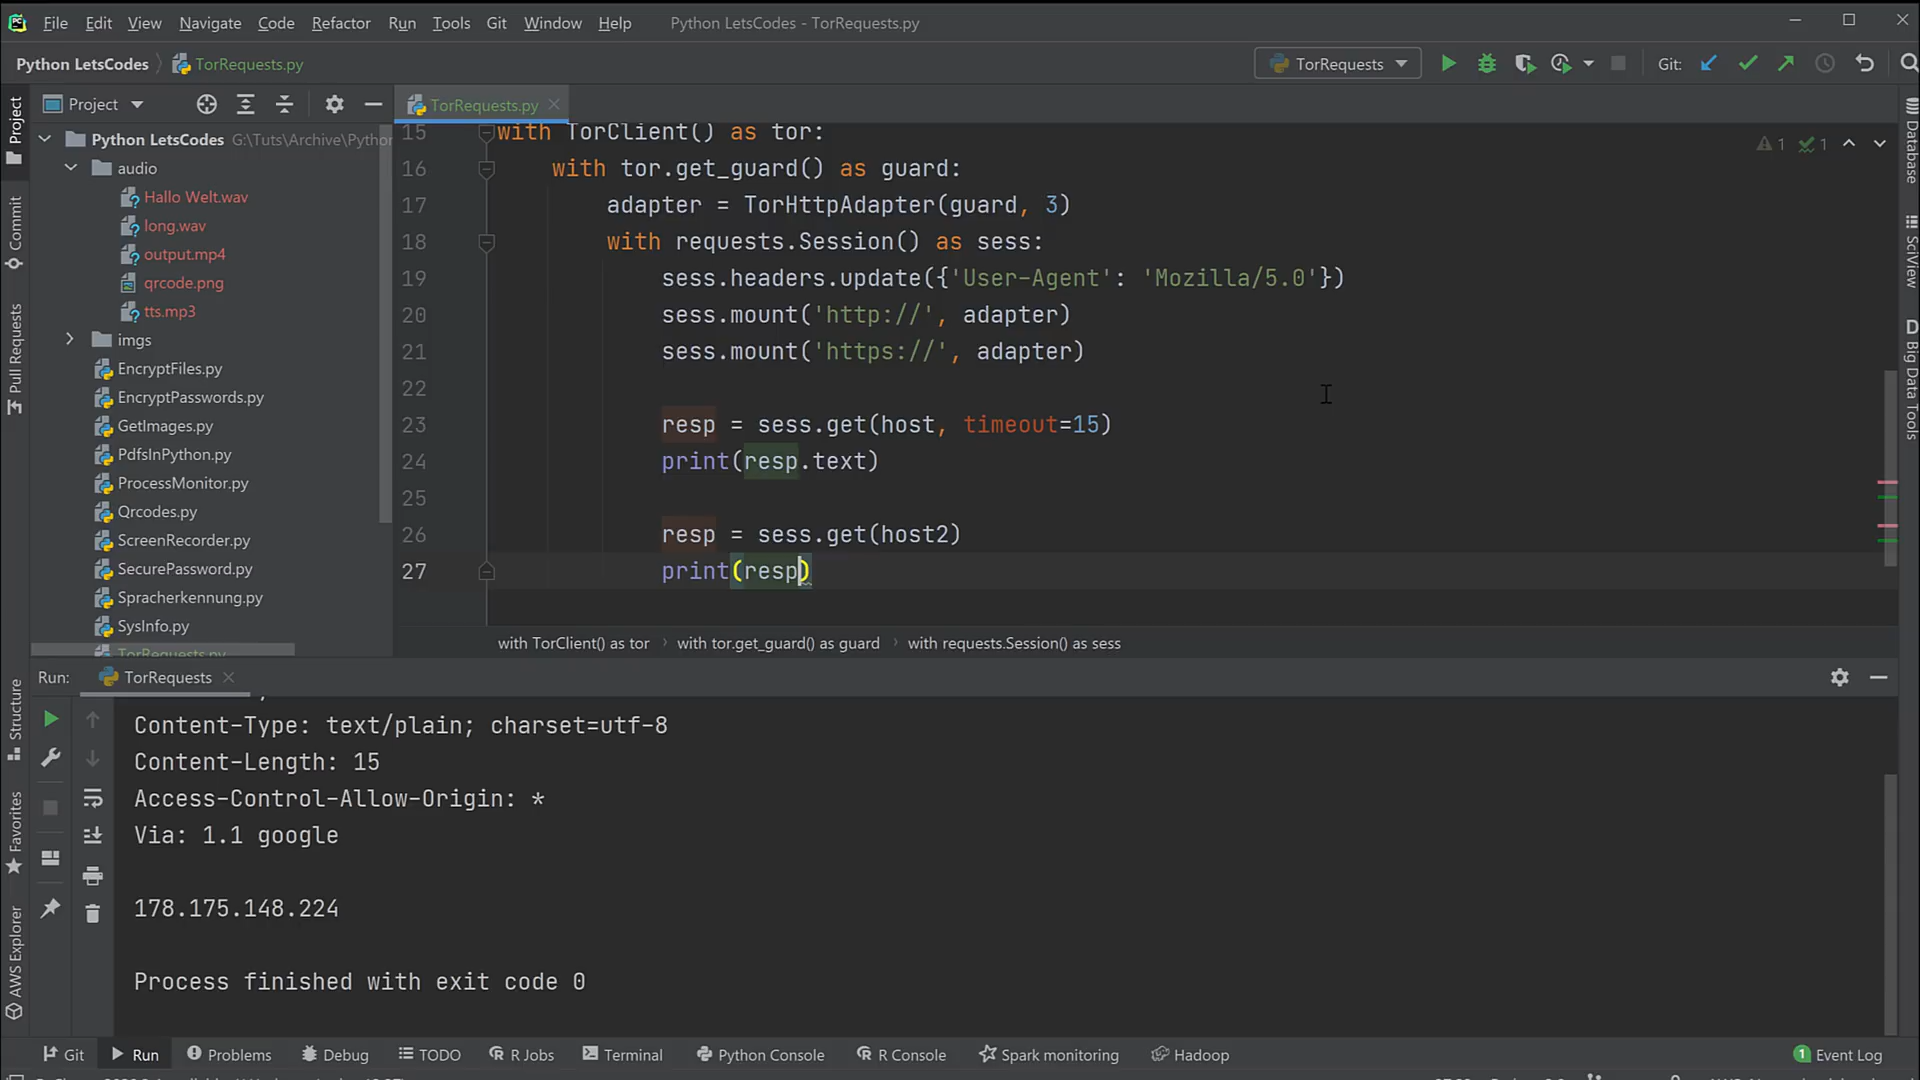 File Edit View Navigate Code Refactor Run Tools Git Window Help Python LetsCodes - TorRequests.py
Python LetsCodes TorRequests.py TorRequests Git:
Project TorRequests.py
Python LetsCodes G:\Tuts\Archive\Python
audio
Hallo Welt.wav
long.wav
output.mp4
qrcode.png
tts.mp3
imgs
EncryptFiles.py
EncryptPasswords.py
GetImages.py
PdfsInPython.py
ProcessMonitor.py
Qrcodes.py
ScreenRecorder.py
SecurePassword.py
Spracherkennung.py
SysInfo.py
TorRequests.py
Project
Commit
Pull Requests
Structure
Favorites
AWS Explorer
15 with TorClient() as tor:
16 with tor.get_guard() as guard:
17 adapter = TorHttpAdapter(guard, 3)
18 with requests.Session() as sess:
19 sess.headers.update({'User-Agent': 'Mozilla/5.0'})
20 sess.mount('http://', adapter)
21 sess.mount('https://', adapter)
22
23 resp = sess.get(host, timeout=15)
24 print(resp.text)
25
26 resp = sess.get(host2)
27 print(resp)
1 1
with TorClient() as tor with tor.get_guard() as guard with requests.Session() as sess
Database
SciView
D Big Data Tools
Run: TorRequests
Content-Type: text/plain; charset=utf-8
Content-Length: 15
Access-Control-Allow-Origin: *
Via: 1.1 google
178.175.148.224
Process finished with exit code 0
Git Run Problems Debug TODO R Jobs Terminal Python Console R Console Spark monitoring Hadoop 1 Event Log